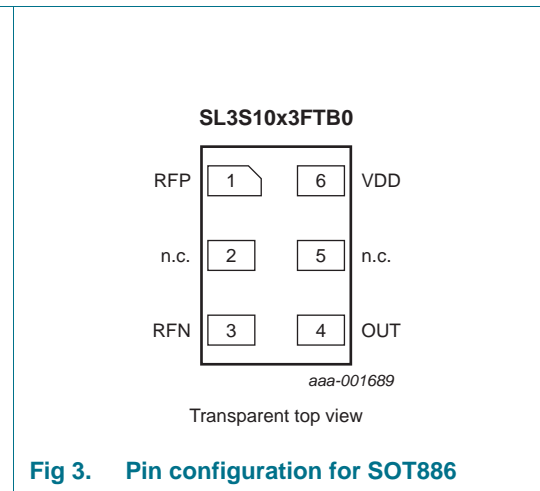 SL3S10x3FTB0
RFP 1 6 VDD
n.c. 2 5 n.c.
RFN 3 4 OUT
aaa-001689
Transparent top view
Fig 3. Pin configuration for SOT886